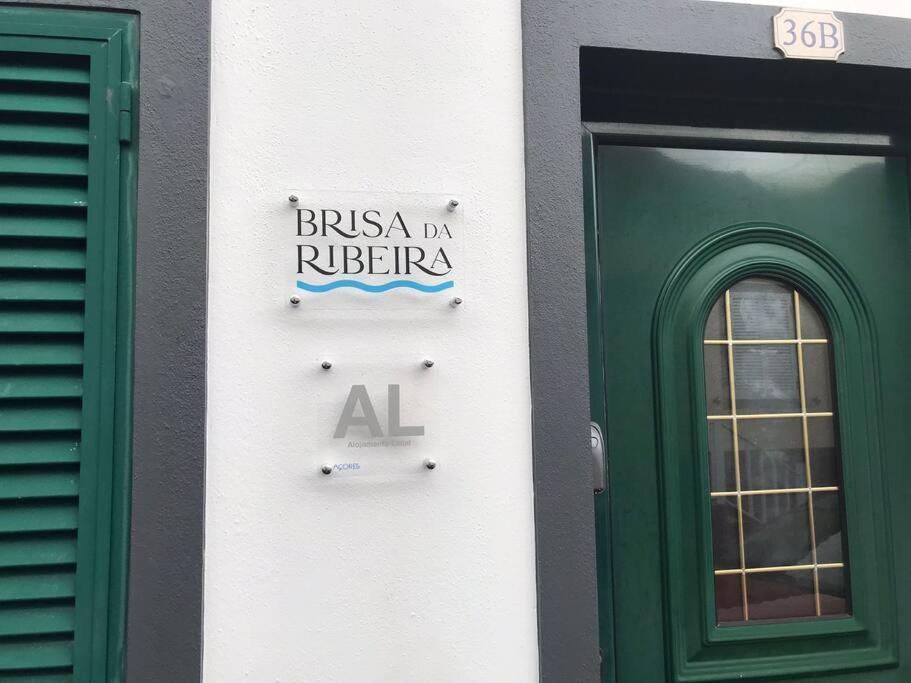 36B
BRISA DA
RIBEIRA
AL
Alojamento Local
AÇORES